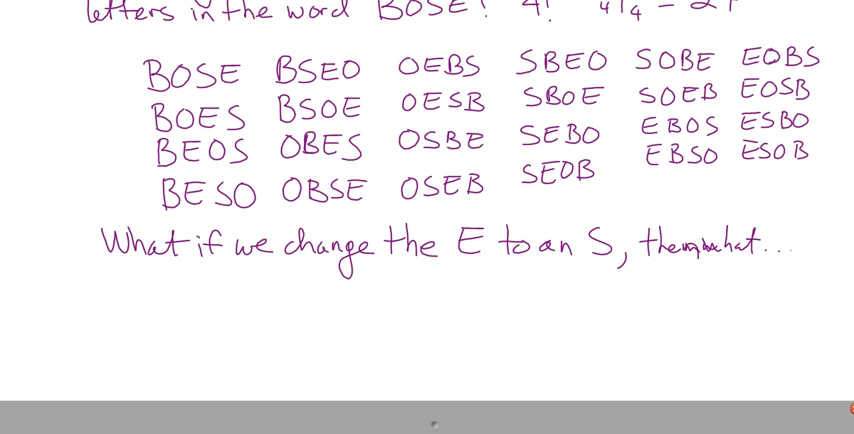 letters in the word BOSE? 4! ₄P₄ = 24
BOSE BSEO OEBS SBEO SOBE EOBS
BOES BSOE OESB SBOE SOEB EOSB
BEOS OBES OSBE SEBO EBOS ESBO
BESO OBSE OSEB SEOB EBSO ESOB
What if we change the E to an S, then what...